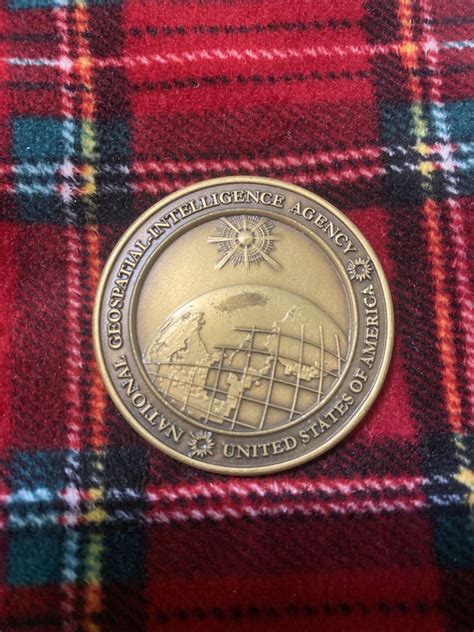 NATIONAL GEOSPATIAL-INTELLIGENCE AGENCY
UNITED STATES OF AMERICA